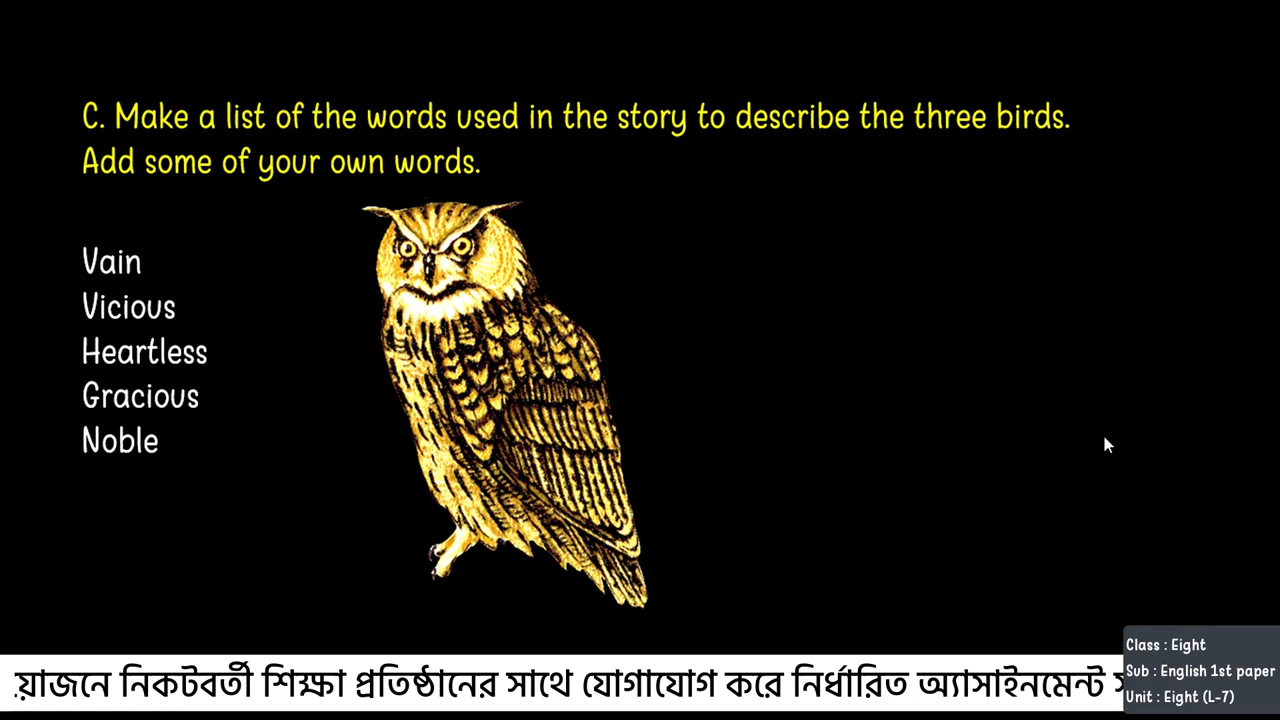 C. Make a list of the words used in the story to describe the three birds.
Add some of your own words.
Vain
Vicious
Heartless
Gracious
Noble
নিকটবর্তী শিক্ষা প্রতিষ্ঠানের সাথে যোগাযোগ করে নির্ধারিত অ্যাসাইনমেন্ট
Class : Eight
Sub : English 1st paper
Unit : Eight (L-7)